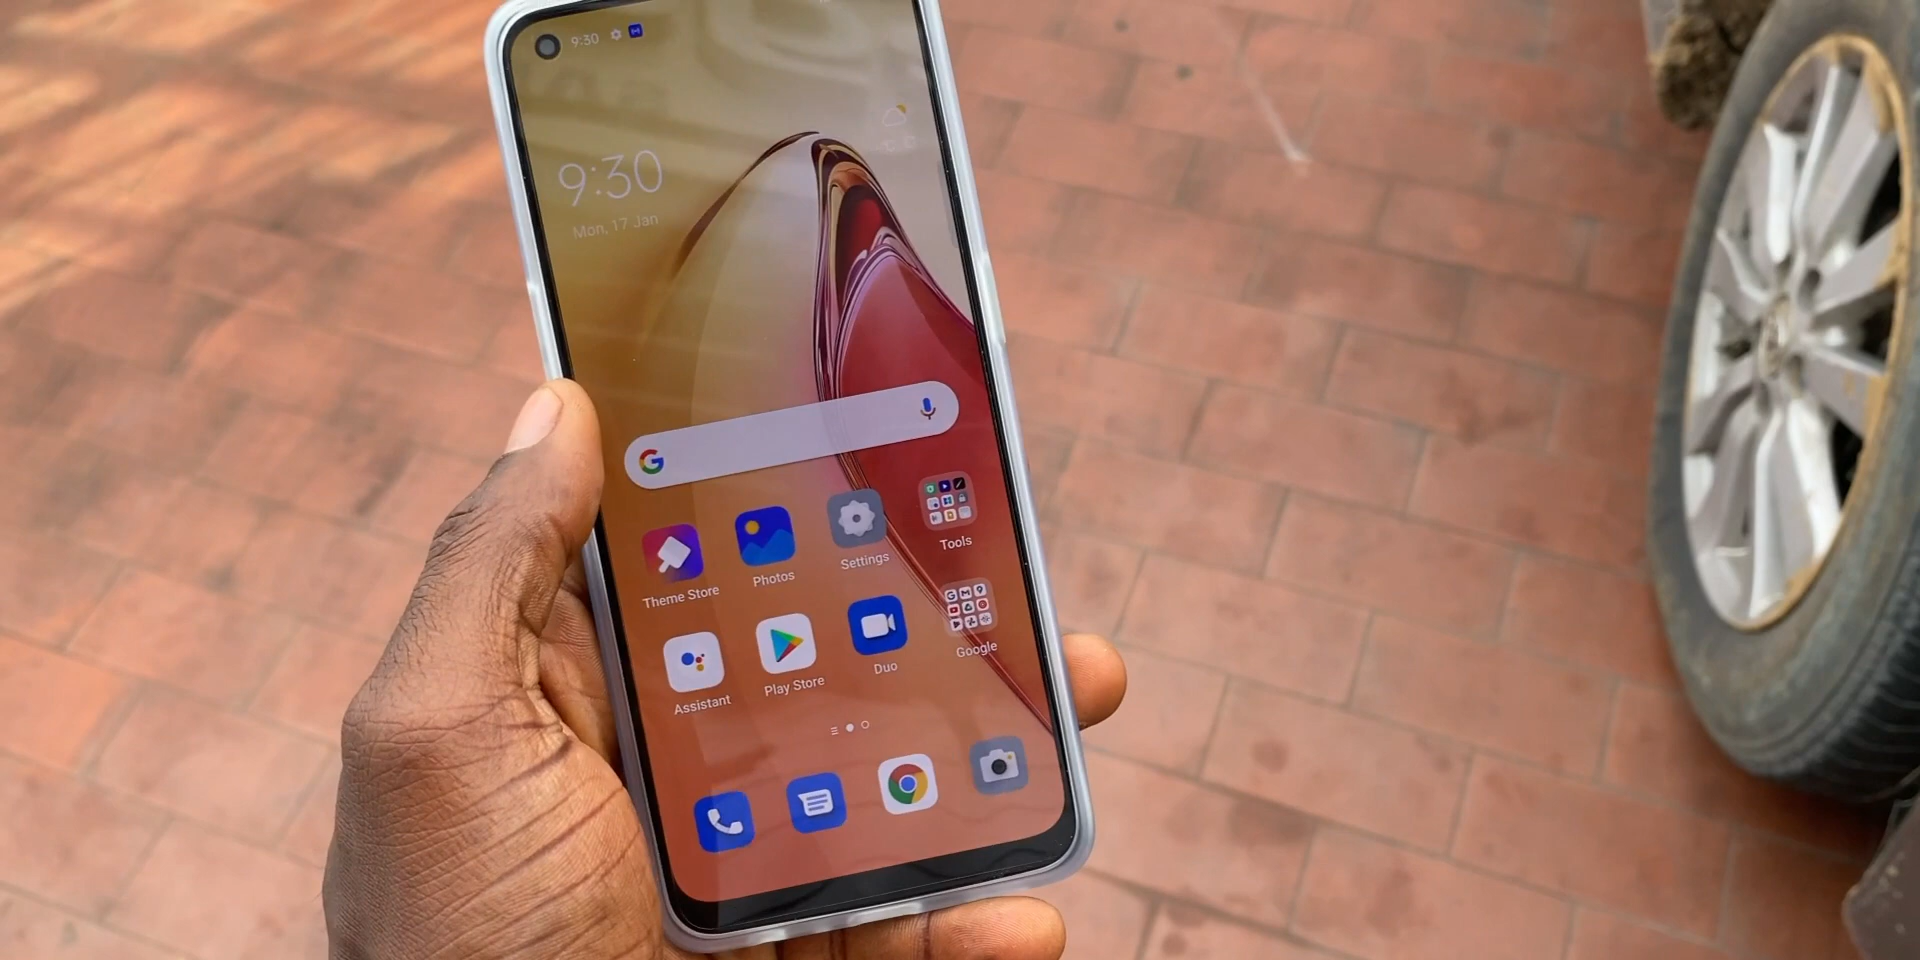 9:30
9:30
Mon, 17 Jan
Theme Store
Photos
Settings
Tools
Assistant
Play Store
Duo
Google